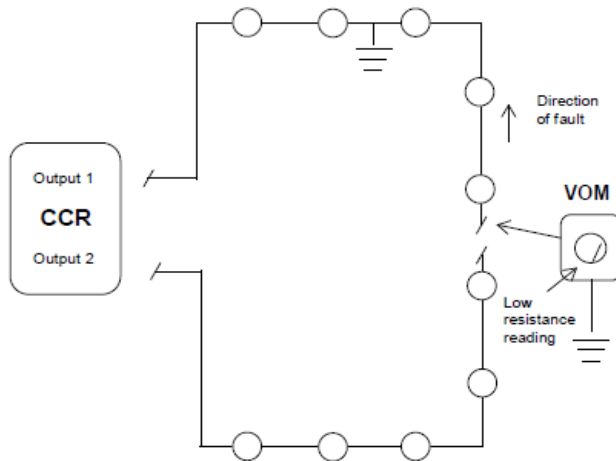 Output 1
CCR
Output 2
Direction
of fault
VOM
Low
resistance
reading